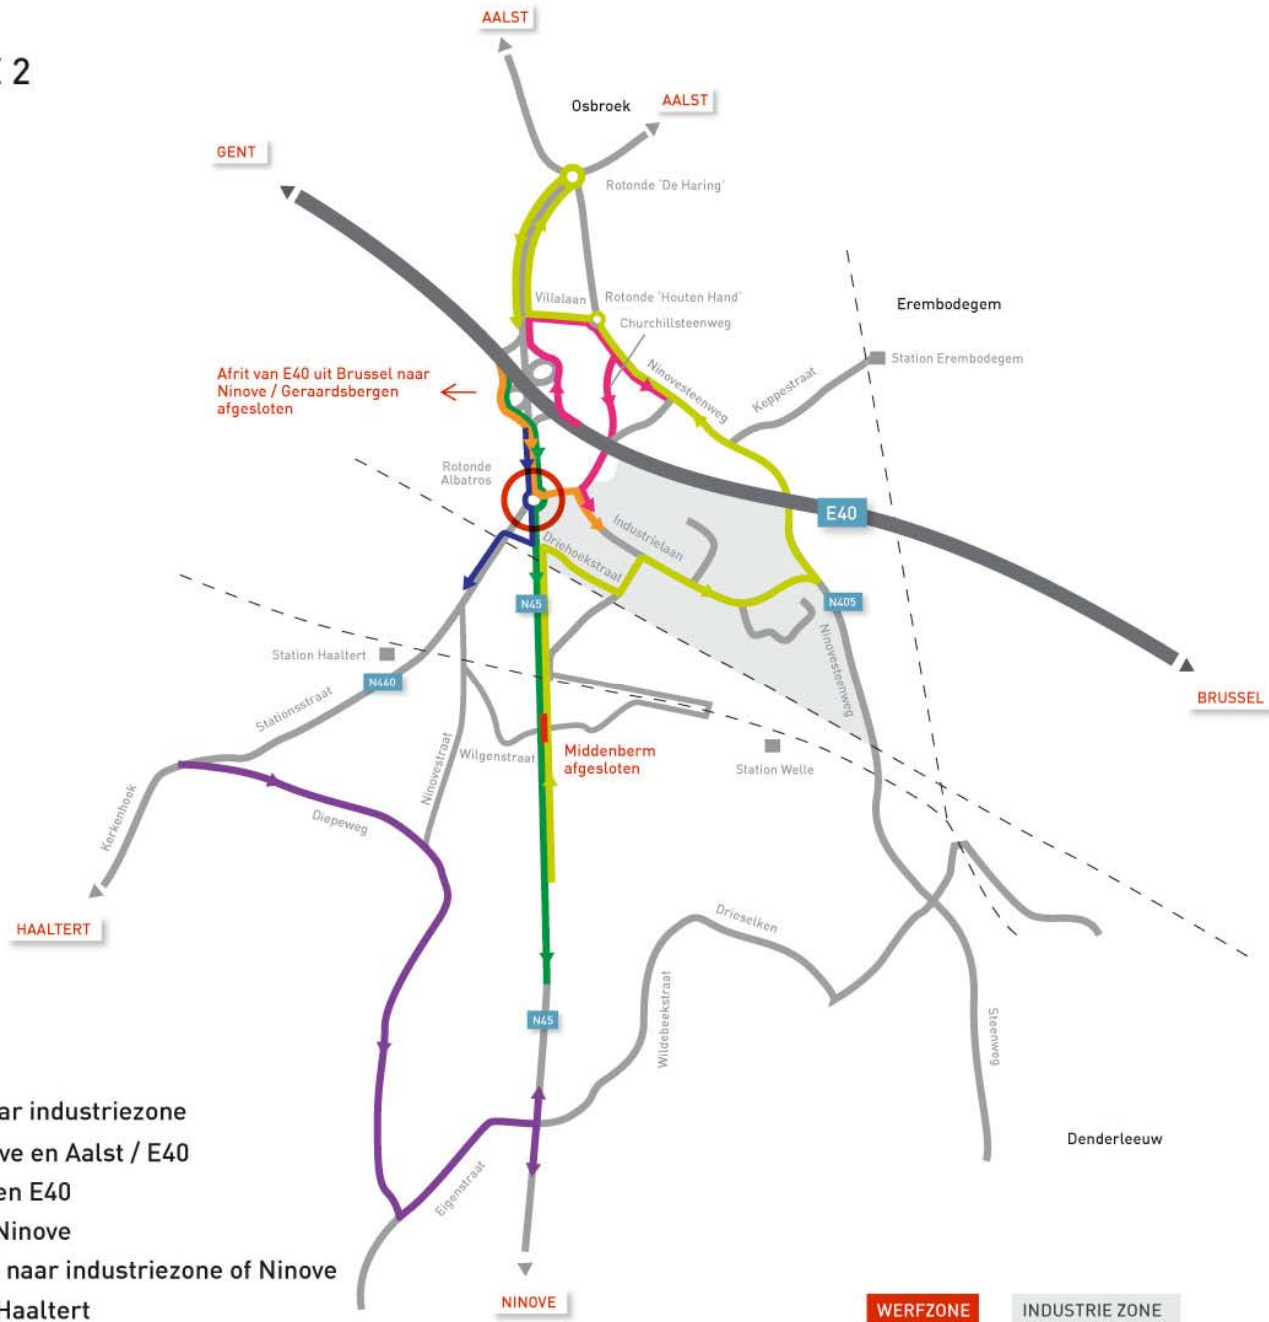 2
AALST
Osbroek
AALST
GENT
Rotonde 'De Haring'
Villalaan
Rotonde 'Houten Hand'
Churchillsteenweg
Erembodegem
Station Erembodegem
Afrit van E40 uit Brussel naar
Ninove / Geraardsbergen
afgesloten
Ninovesteenweg
Keppestraat
Rotonde
Albatros
E40
Industrielaan
Driehoekstraat
N45
N405
Ninovesteenweg
Station Haaltert
N460
BRUSSEL
Stationsstraat
Ninovestraat
Wilgenstraat
Middenberm
afgesloten
Station Welle
Kerkenhoek
Diepeweg
HAALTERT
Drieselken
Wildebeekstraat
N45
Steenweg
Denderleeuw
Eigenstraat
ar industriezone
ve en Aalst / E40
en E40
Ninove
naar industriezone of Ninove
Haaltert
NINOVE
WERFZONE
INDUSTRIE ZONE